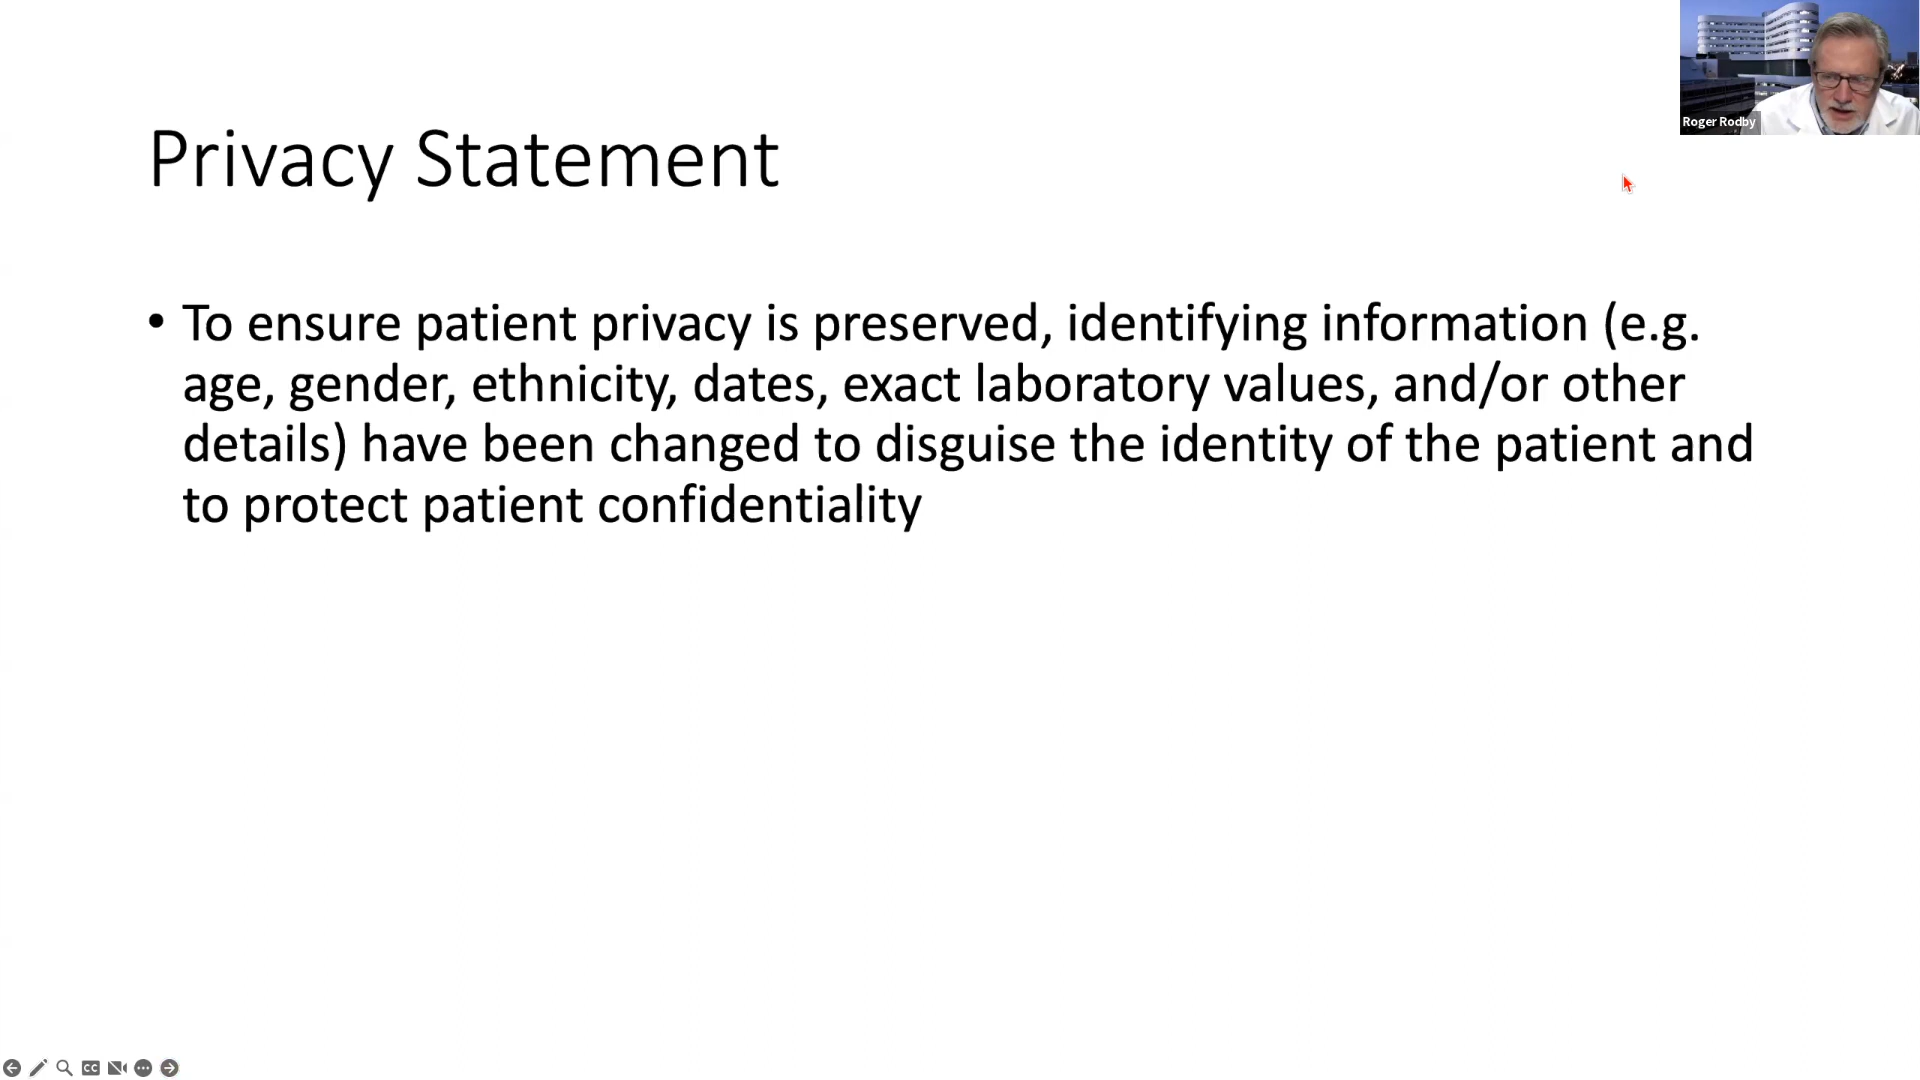 Roger Rodby
Privacy Statement
• To ensure patient privacy is preserved, identifying information (e.g.
age, gender, ethnicity, dates, exact laboratory values, and/or other
details) have been changed to disguise the identity of the patient and
to protect patient confidentiality
CC